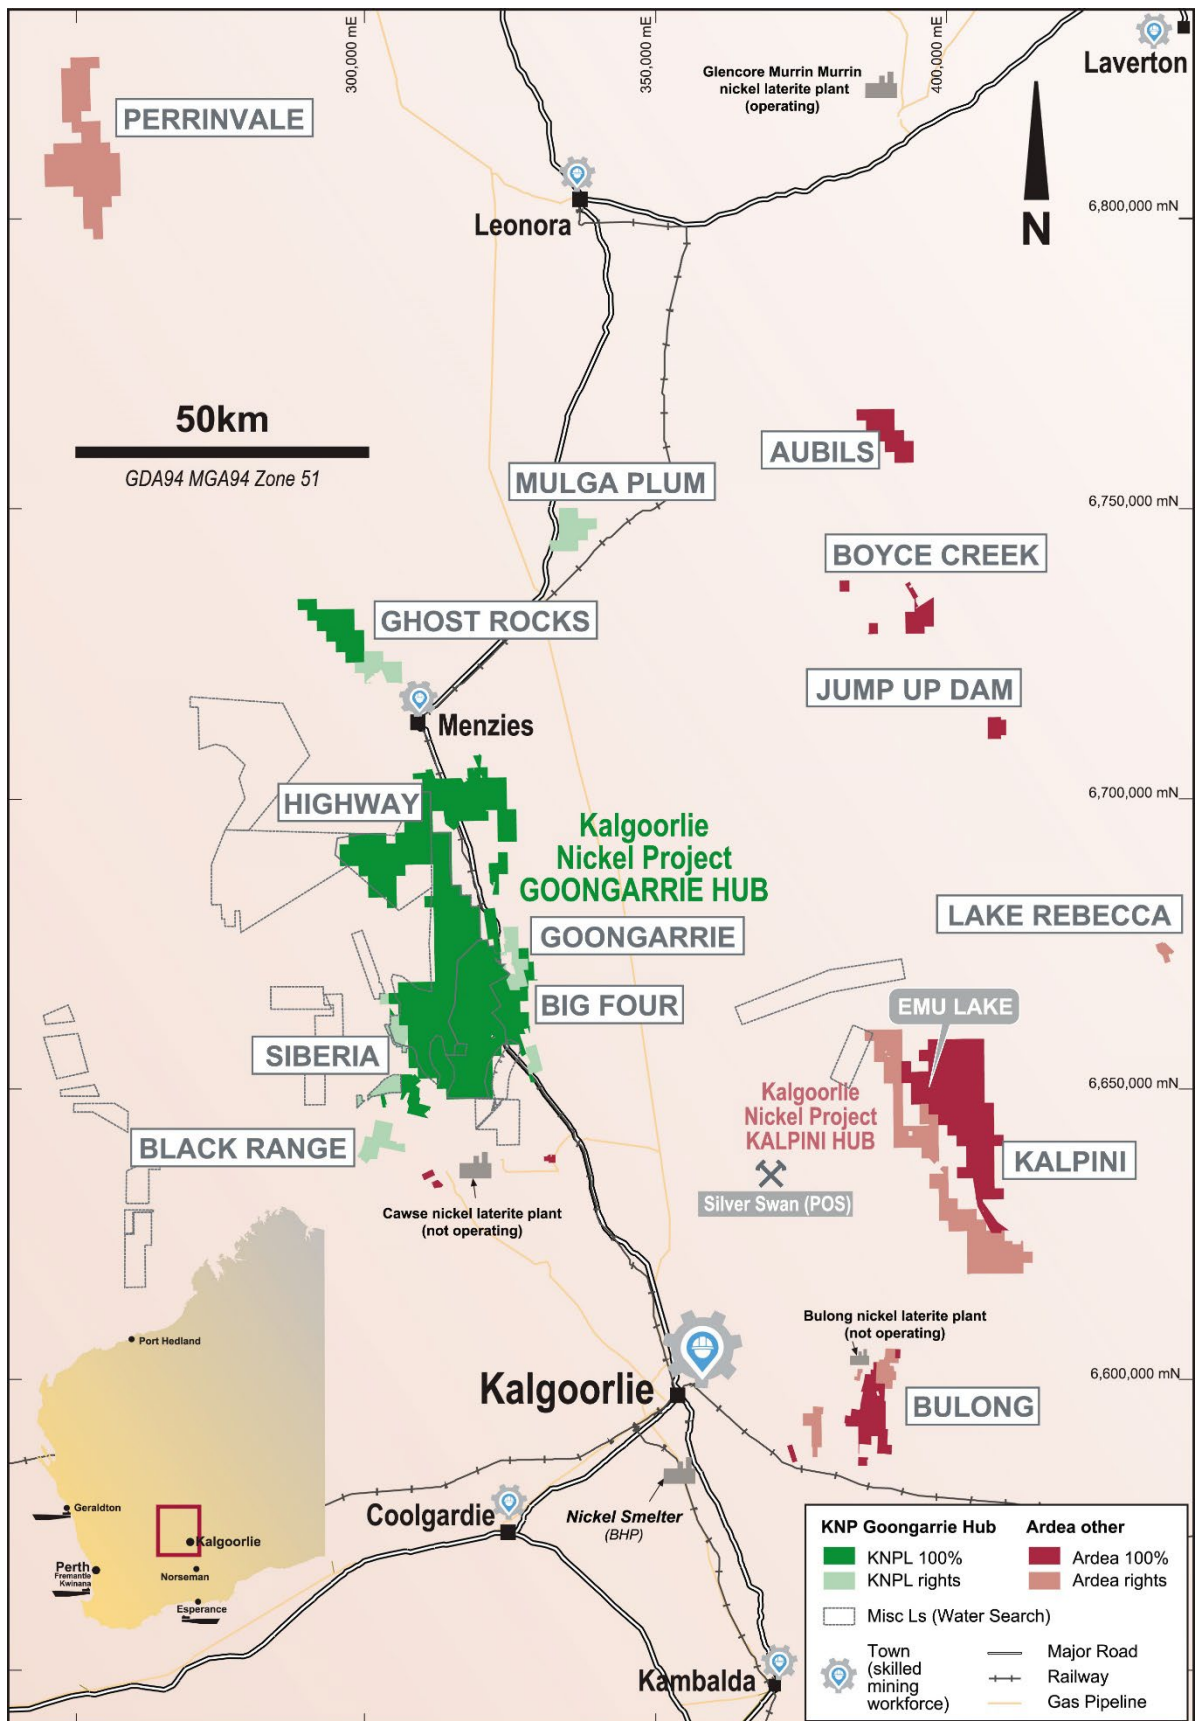 300,000 mE
350,000 mE
400,000 mE
Laverton
Glencore Murrin Murrin
nickel laterite plant
(operating)
PERRINVALE
N
6,800,000 mN
Leonora
50km
GDA94 MGA94 Zone 51
AUBILS
MULGA PLUM
6,750,000 mN
BOYCE CREEK
GHOST ROCKS
JUMP UP DAM
Menzies
6,700,000 mN
HIGHWAY
Kalgoorlie
Nickel Project
GOONGARRIE HUB
LAKE REBECCA
GOONGARRIE
BIG FOUR
EMU LAKE
SIBERIA
6,650,000 mN
Kalgoorlie
Nickel Project
KALPINI HUB
BLACK RANGE
KALPINI
Silver Swan (POS)
Cawse nickel laterite plant
(not operating)
Bulong nickel laterite plant
(not operating)
Port Hedland
6,600,000 mN
Kalgoorlie
BULONG
Geraldton
Coolgardie
Nickel Smelter
(BHP)
Kalgoorlie
Perth
Fremantle
Kwinana
Norseman
Esperance
Kambalda
KNP Goongarrie Hub
KNPL 100%
KNPL rights
Ardea other
Ardea 100%
Ardea rights
Misc Ls (Water Search)
Town
(skilled
mining
workforce)
Major Road
Railway
Gas Pipeline